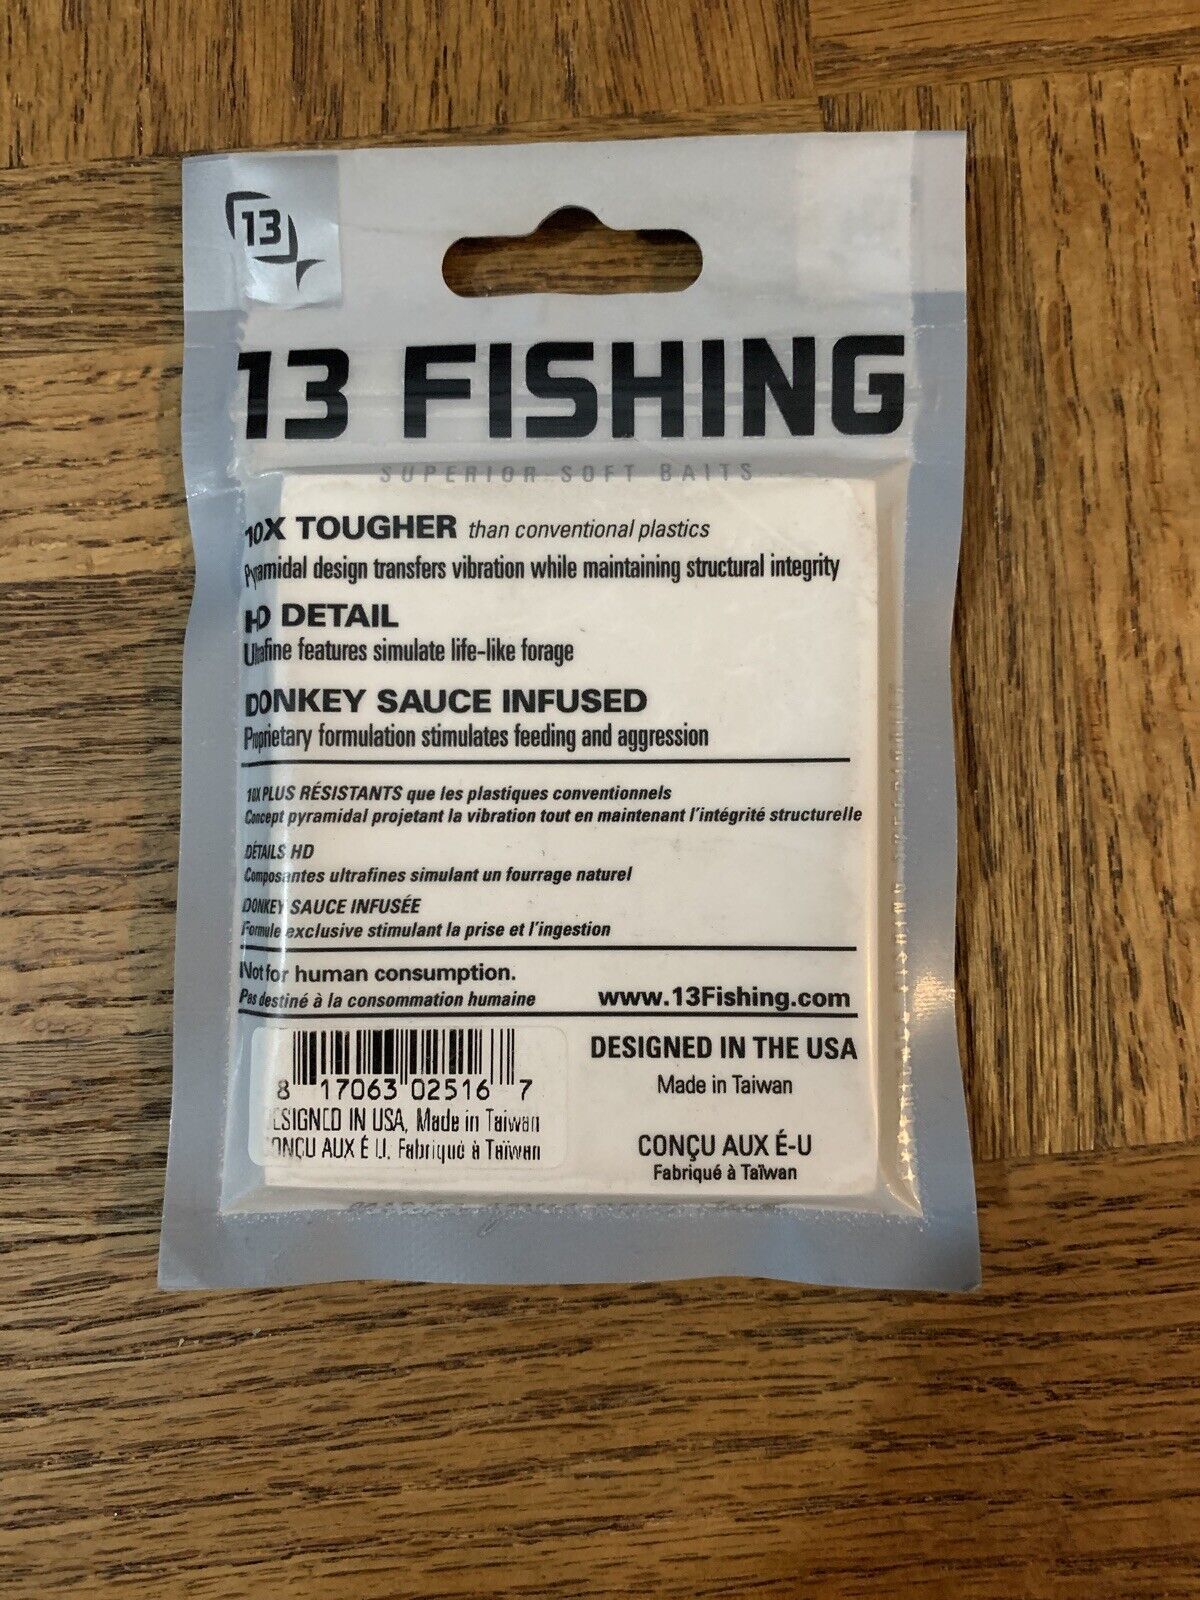 13
13 FISHING
SUPERIOR SOFT BAITS
10X TOUGHER than conventional plastics
Pyramidal design transfers vibration while maintaining structural integrity
HD DETAIL
Ultrafine features simulate life-like forage
DONKEY SAUCE INFUSED
Proprietary formulation stimulates feeding and aggression
10X PLUS RÉSISTANTS que les plastiques conventionnels
Concept pyramidal projetant la vibration tout en maintenant l'intégrité structurelle
DÉTAILS HD
Composantes ultrafines simulant un fourrage naturel
DONKEY SAUCE INFUSÉE
Formule exclusive stimulant la prise et l'ingestion
Not for human consumption.
Pas destiné à la consommation humaine
www.13Fishing.com
8 17063 02516 7
DESIGNED IN USA, Made in Taiwan
CONÇU AUX É U, Fabriqué à Taïwan
DESIGNED IN THE USA
Made in Taiwan
CONÇU AUX É-U
Fabriqué à Taïwan